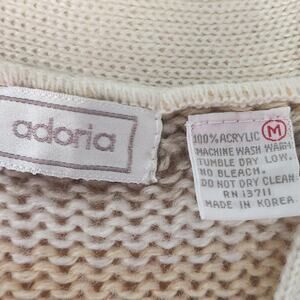 adoria
100% ACRYLIC M
MACHINE WASH WARM
TUMBLE DRY LOW.
NO BLEACH.
DO NOT DRY CLEAN
RN 13711
MADE IN KOREA